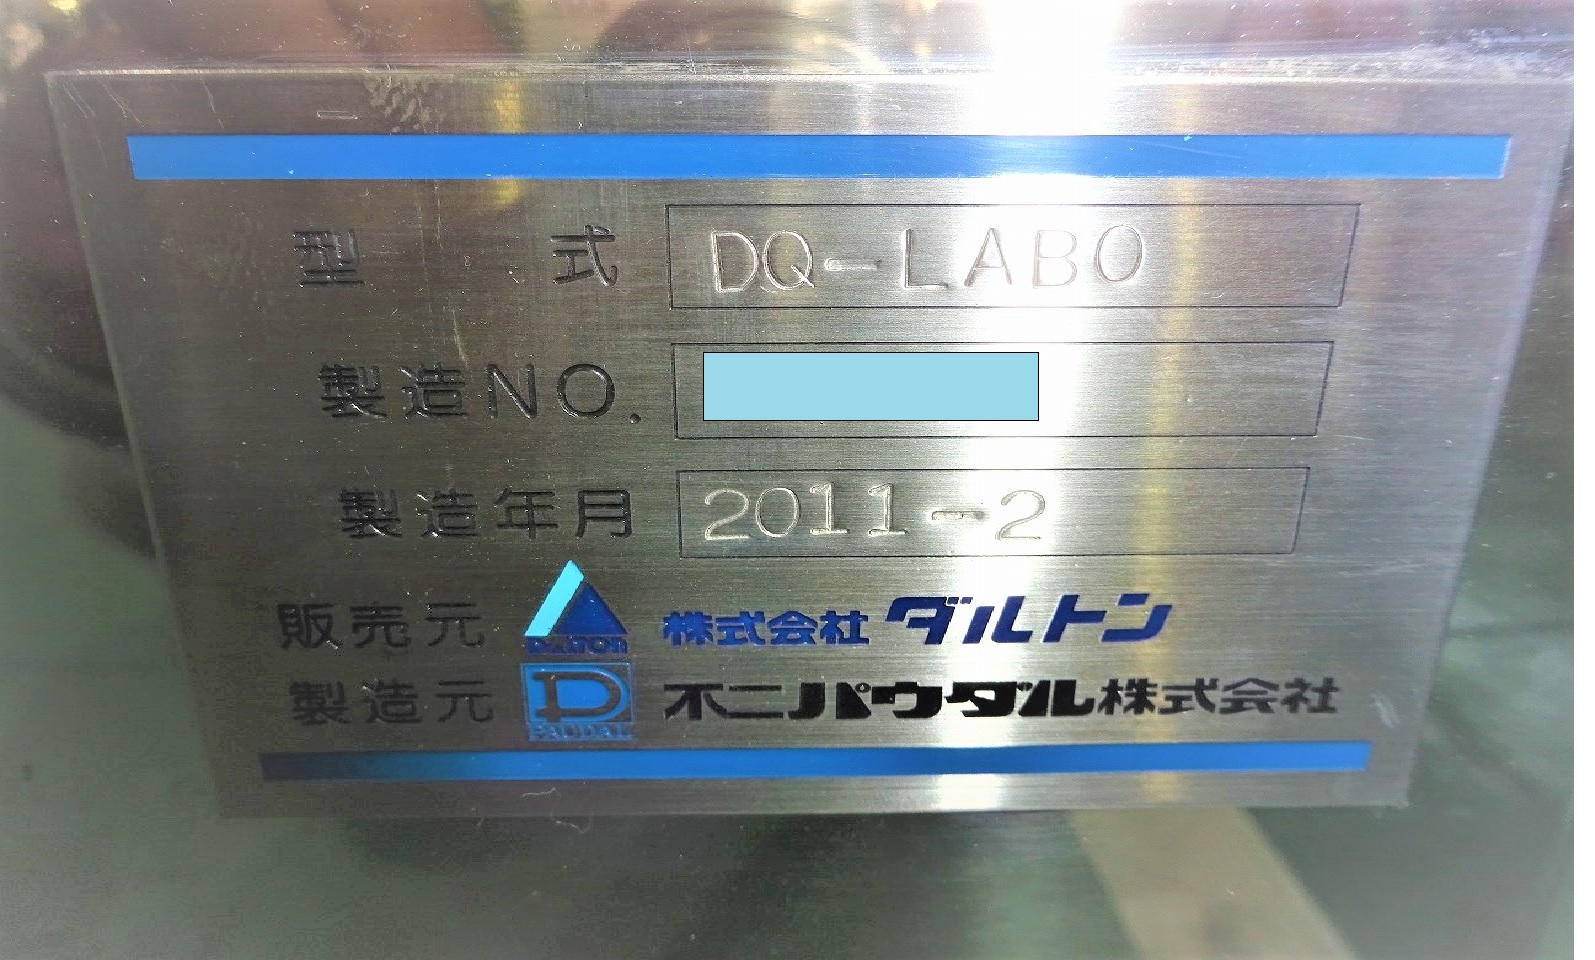 型式 DQ-LABO
製造NO.
製造年月 2011-2
販売元 DALTON 株式会社ダルトン
製造元 PAUDAL 不二パウダル株式会社